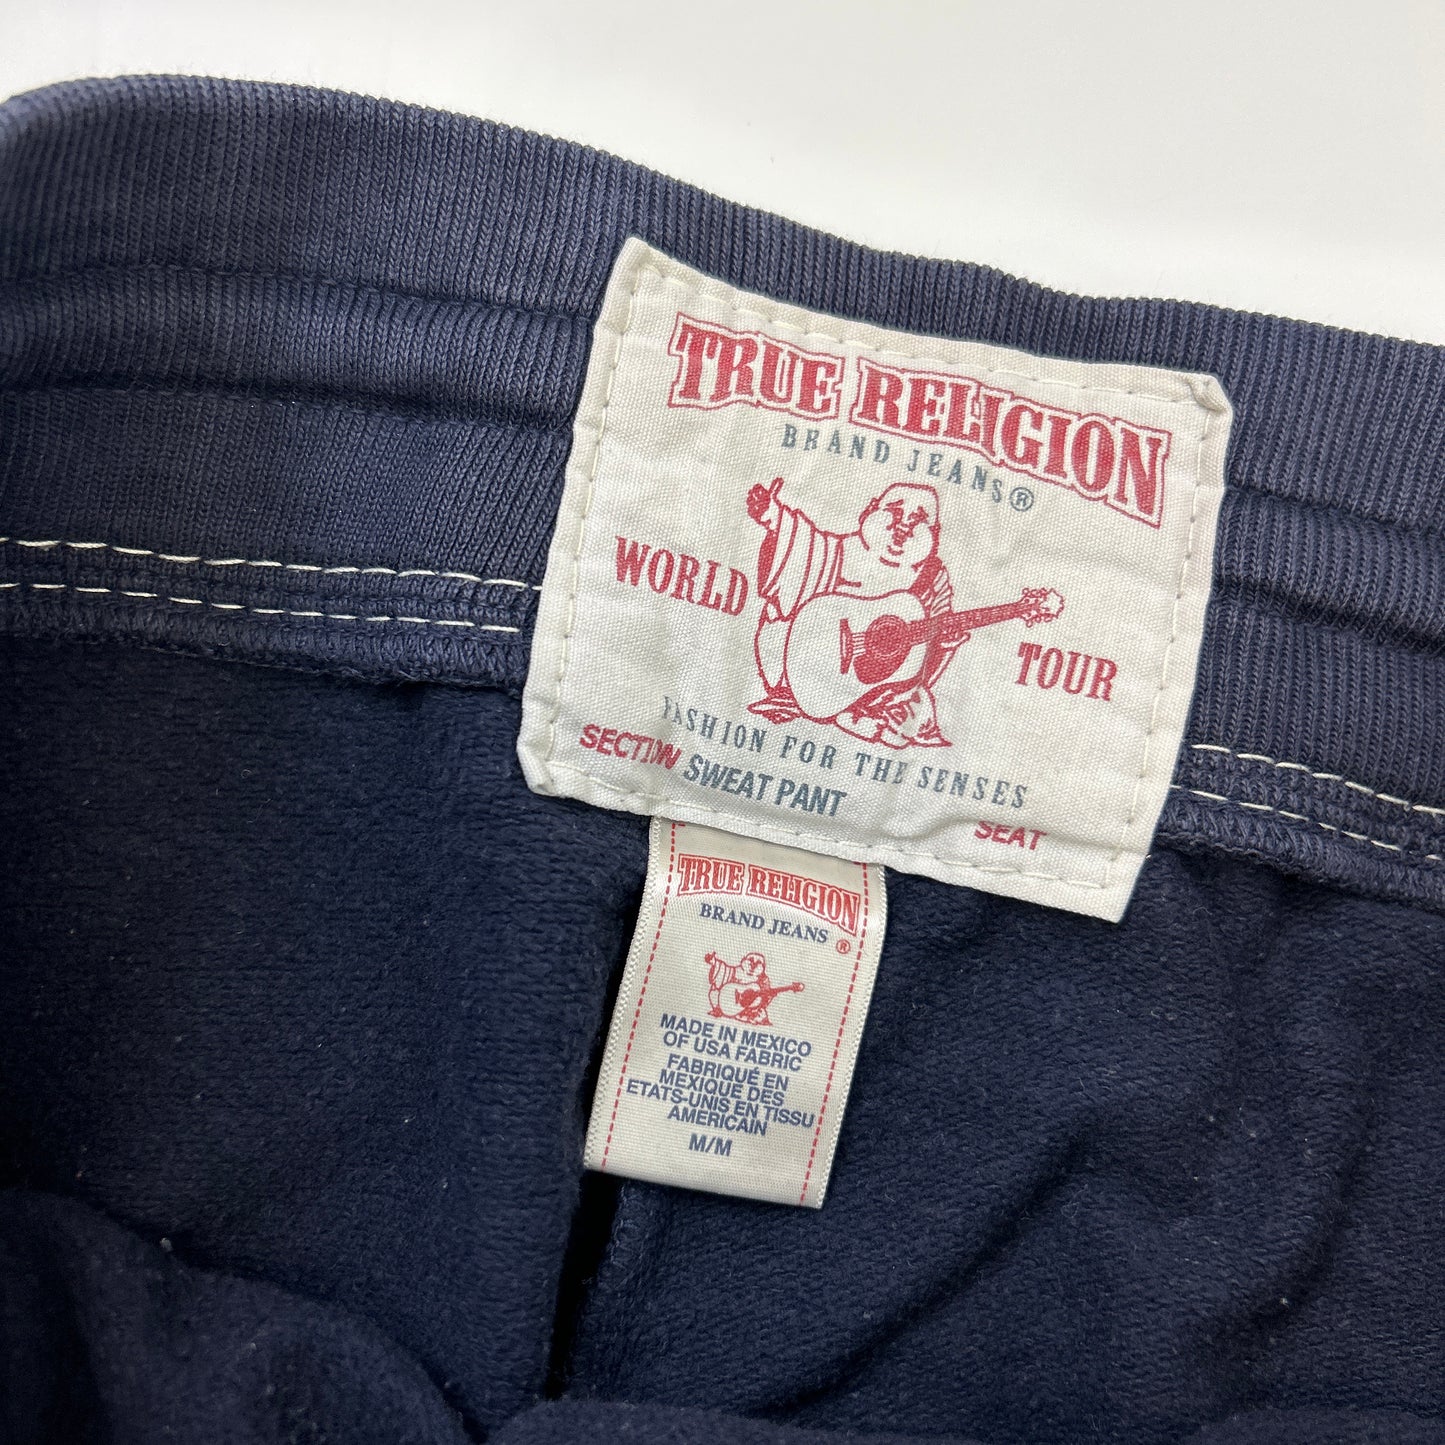 TRUE RELIGION
BRAND JEANS®
WORLD TOUR
FASHION FOR THE SENSES
SECTION SWEAT PANT
SEAT
TRUE RELIGION
BRAND JEANS ®
MADE IN MEXICO
OF USA FABRIC
FABRIQUÉ EN
MEXIQUE DES
ETATS-UNIS EN TISSU
AMERICAIN
M/M